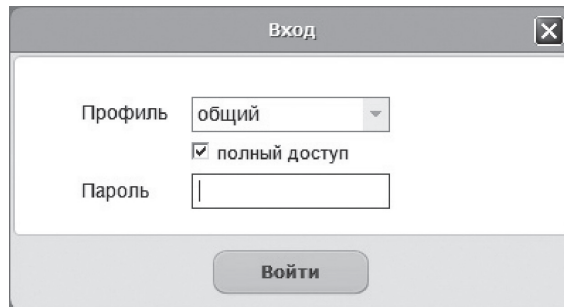 Вход
Профиль общий
полный доступ
Пароль
Войти